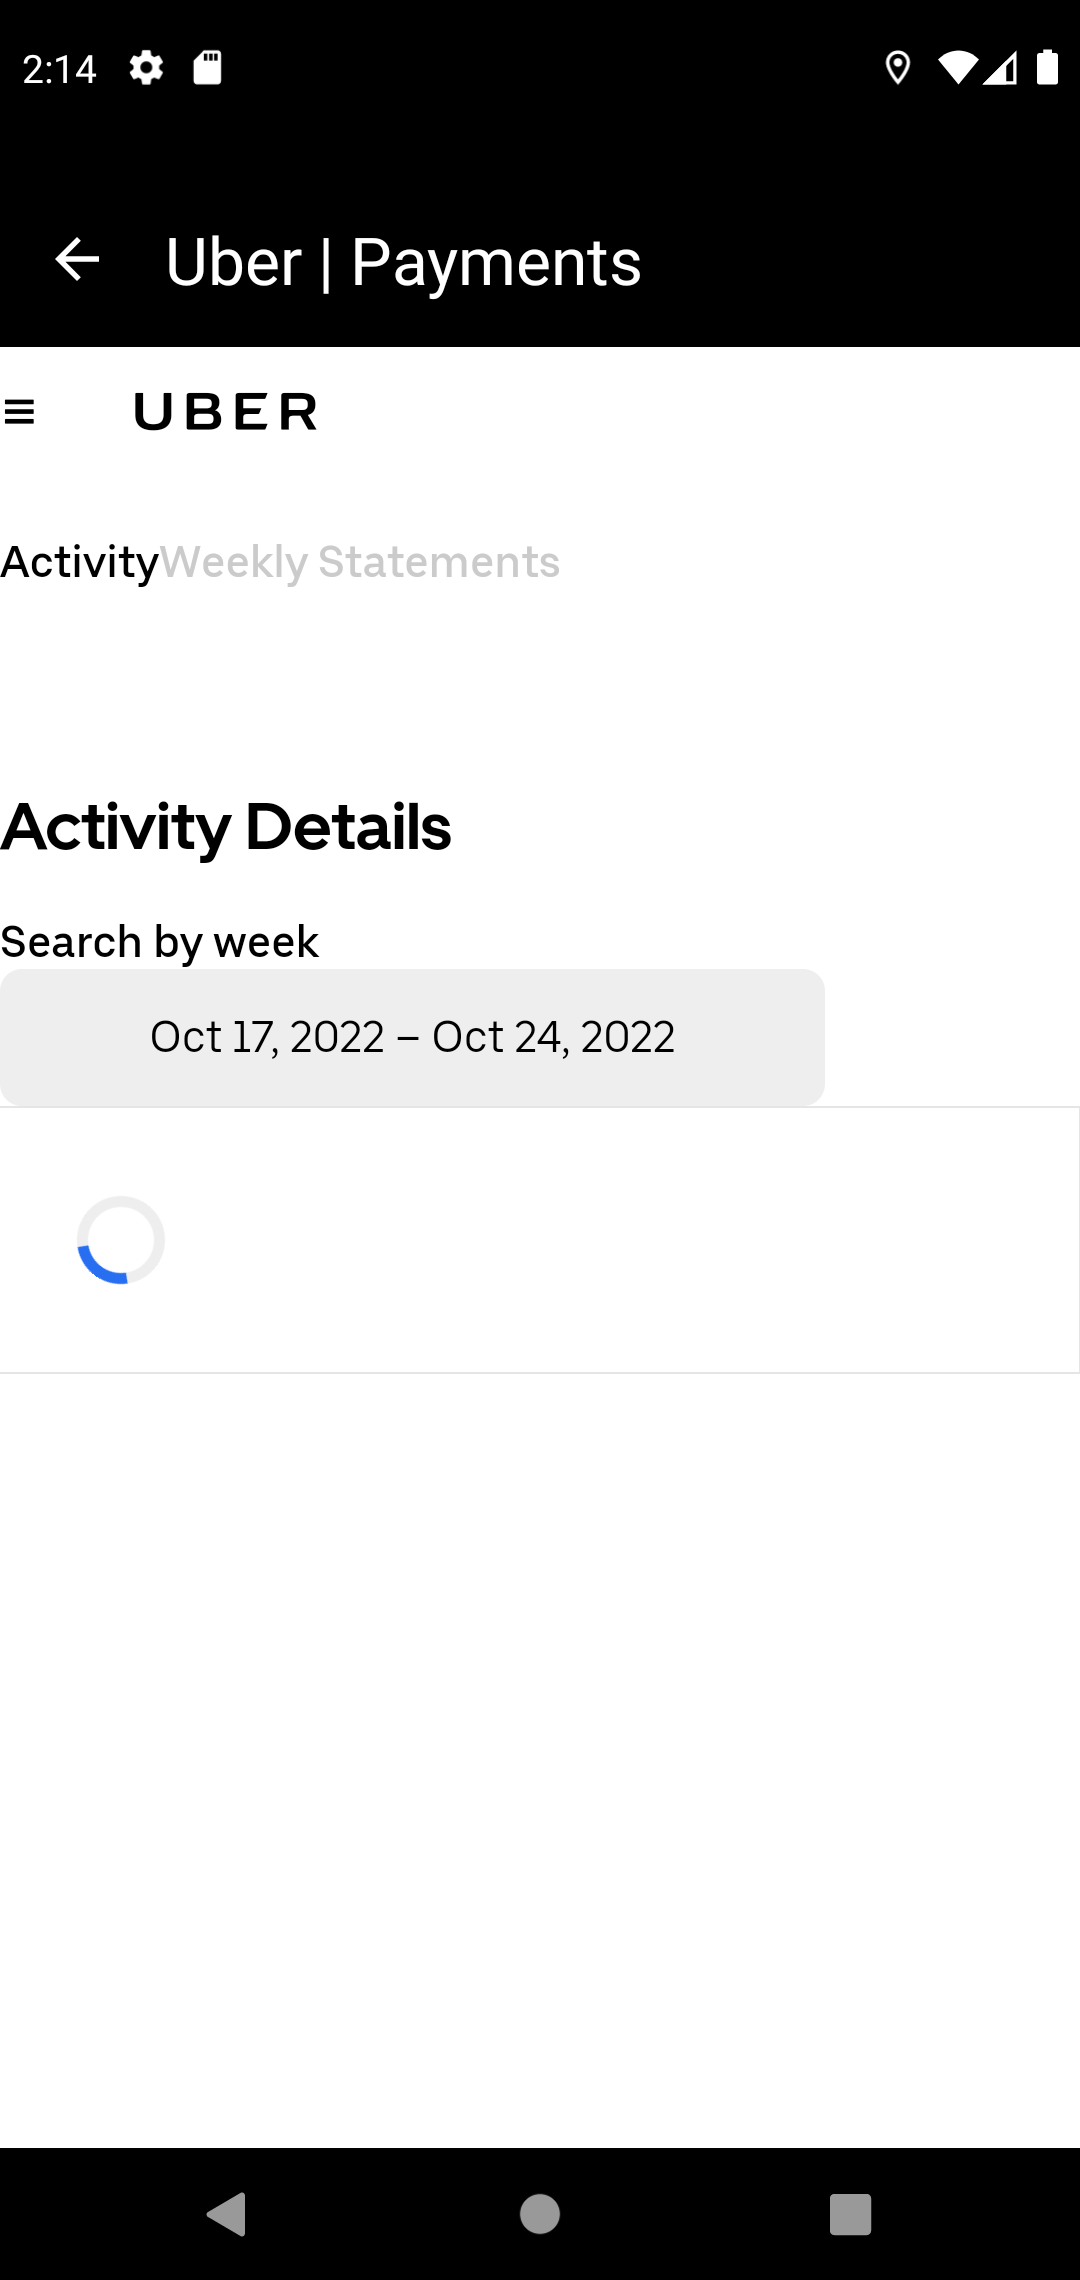 2:14
Uber | Payments
UBER
Activity Weekly Statements
Activity Details
Search by week
Oct 17, 2022 – Oct 24, 2022